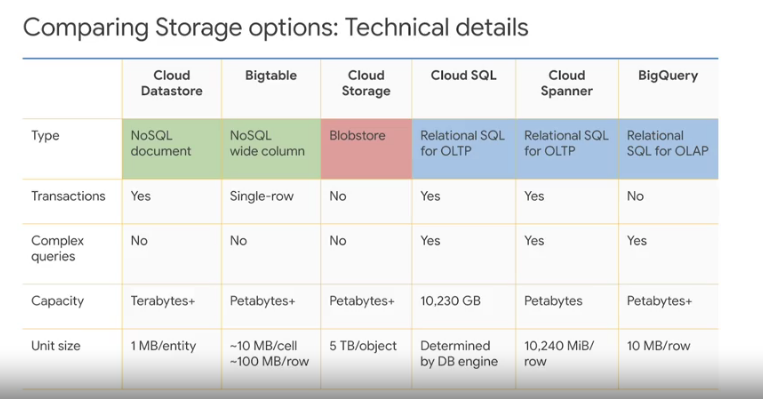 Comparing Storage options: Technical details
Cloud Datastore Bigtable Cloud Storage Cloud SQL Cloud Spanner BigQuery
Type NoSQL document NoSQL wide column Blobstore Relational SQL for OLTP Relational SQL for OLTP Relational SQL for OLAP
Transactions Yes Single-row No Yes Yes No
Complex queries No No No Yes Yes Yes
Capacity Terabytes+ Petabytes+ Petabytes+ 10,230 GB Petabytes Petabytes+
Unit size 1 MB/entity ~10 MB/cell ~100 MB/row 5 TB/object Determined by DB engine 10,240 MiB/ row 10 MB/row